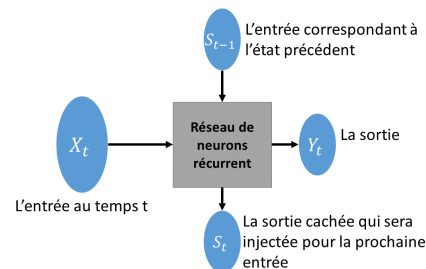 S_{t-1}
L'entrée correspondant à
l'état précédent
X_t
Réseau de
neurons
récurrent
Y_t
La sortie
L'entrée au temps t
S_t
La sortie cachée qui sera
injectée pour la prochaine
entrée